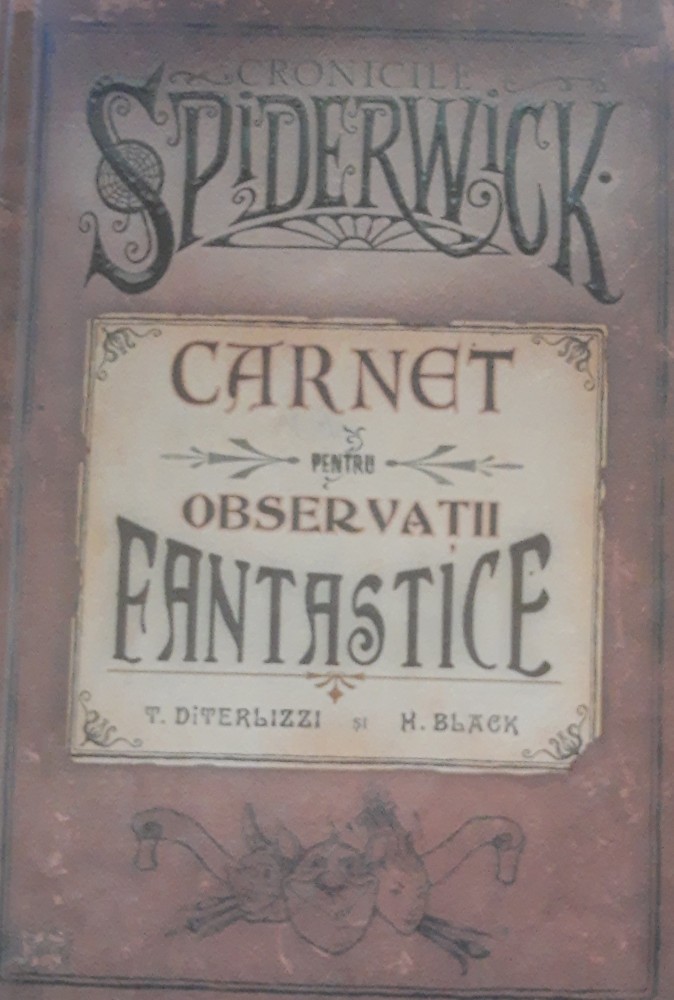 CRONICILE
SPiDERWiCK
CARNET
PENTRU
OBSERVAȚII
FANTASTICE
T. DiTERLIZZI ȘI H. BLACK